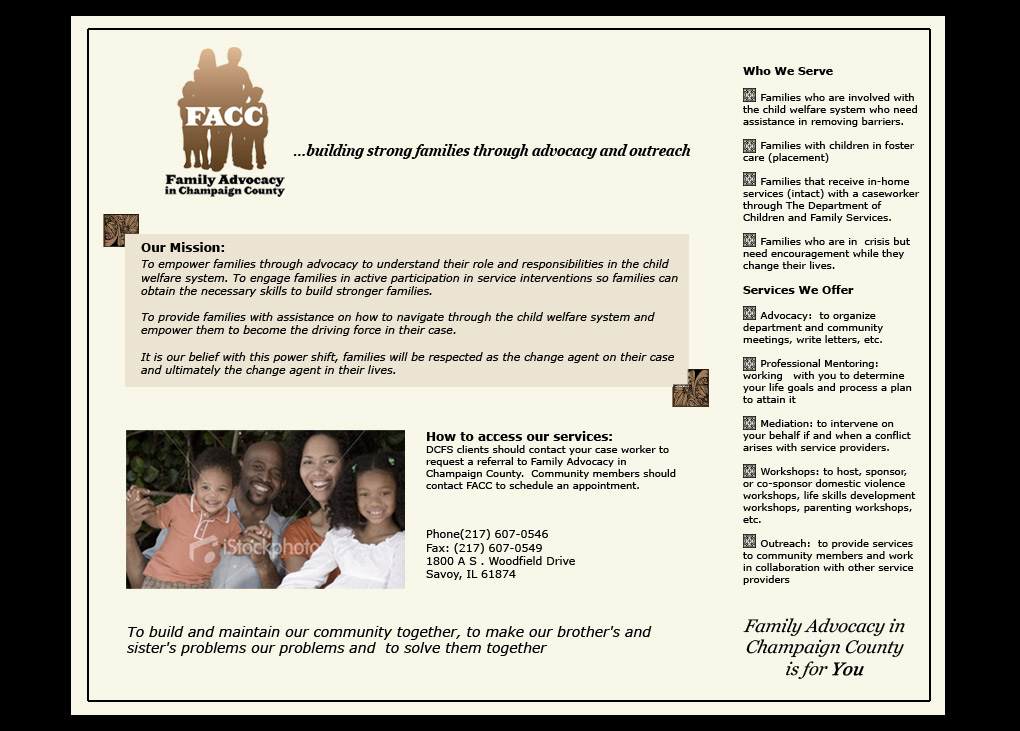 FACC
Family Advocacy
in Champaign County
...building strong families through advocacy and outreach
Our Mission:
To empower families through advocacy to understand their role and responsibilities in the child
welfare system. To engage families in active participation in service interventions so families can
obtain the necessary skills to build stronger families.
To provide families with assistance on how to navigate through the child welfare system and
empower them to become the driving force in their case.
It is our belief with this power shift, families will be respected as the change agent on their case
and ultimately the change agent in their lives.
iStockphoto
How to access our services:
DCFS clients should contact your case worker to
request a referral to Family Advocacy in
Champaign County.  Community members should
contact FACC to schedule an appointment.
Phone(217) 607-0546
Fax: (217) 607-0549
1800 A S . Woodfield Drive
Savoy, IL 61874
To build and maintain our community together, to make our brother's and
sister's problems our problems and  to solve them together
Who We Serve
Families who are involved with
the child welfare system who need
assistance in removing barriers.
Families with children in foster
care (placement)
Families that receive in-home
services (intact) with a caseworker
through The Department of
Children and Family Services.
Families who are in  crisis but
need encouragement while they
change their lives.
Services We Offer
Advocacy:  to organize
department and community
meetings, write letters, etc.
Professional Mentoring:
working   with you to determine
your life goals and process a plan
to attain it
Mediation: to intervene on
your behalf if and when a conflict
arises with service providers.
Workshops: to host, sponsor,
or co-sponsor domestic violence
workshops, life skills development
workshops, parenting workshops,
etc.
Outreach:  to provide services
to community members and work
in collaboration with other service
providers
Family Advocacy in
Champaign County
is for You